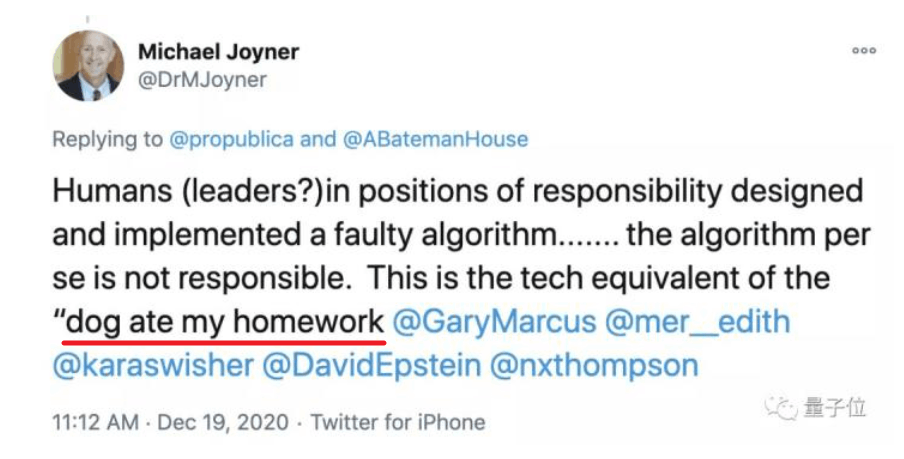 Michael Joyner
@DrMJoyner
Replying to @propublica and @ABatemanHouse
Humans (leaders?)in positions of responsibility designed
and implemented a faulty algorithm....... the algorithm per
se is not responsible.  This is the tech equivalent of the
“dog ate my homework @GaryMarcus @mer__edith
@karaswisher @DavidEpstein @nxthompson
11:12 AM · Dec 19, 2020 · Twitter for iPhone
量子位